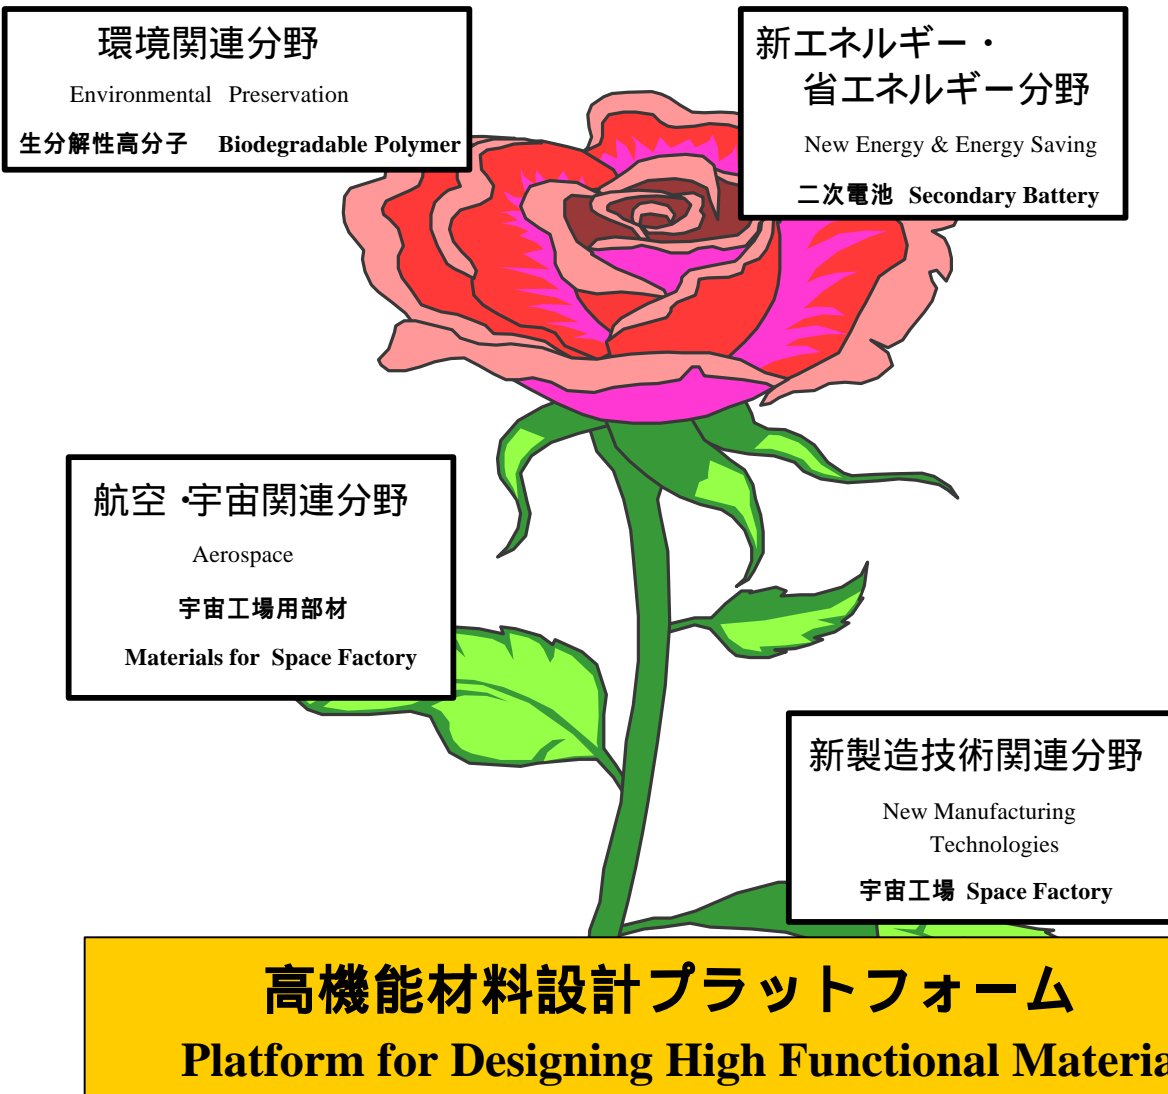 環境関連分野
Environmental Preservation
生分解性高分子 Biodegradable Polymer
新エネルギー・
省エネルギー分野
New Energy & Energy Saving
二次電池 Secondary Battery
航空・宇宙関連分野
Aerospace
宇宙工場用部材
Materials for Space Factory
新製造技術関連分野
New Manufacturing
Technologies
宇宙工場 Space Factory
高機能材料設計プラットフォーム
Platform for Designing High Functional Materia